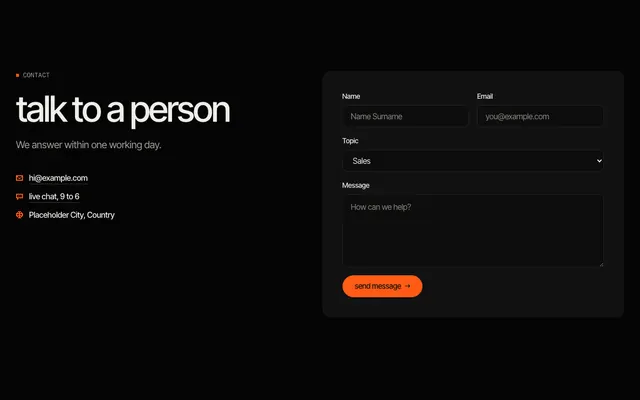 CONTACT
talk to a person
We answer within one working day.
hi@example.com
live chat, 9 to 6
Placeholder City, Country
Name
Email
Name Surname
you@example.com
Topic
Sales
Message
How can we help?
send message →